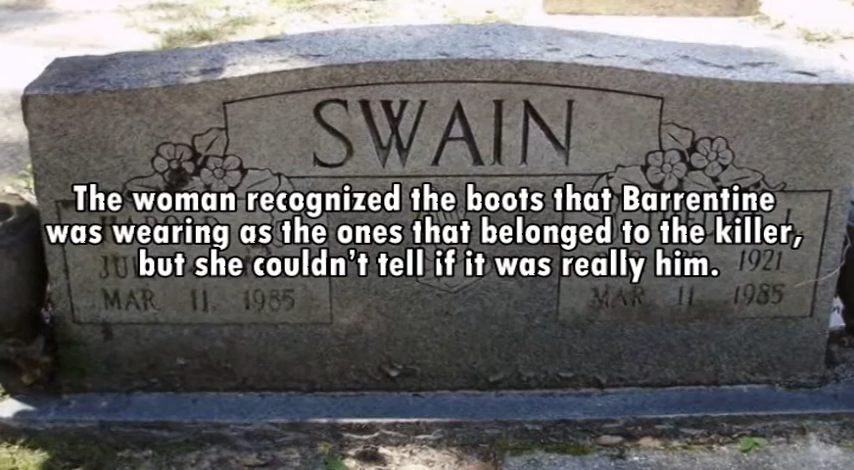 SWAIN
The woman recognized the boots that Barrentine
was wearing as the ones that belonged to the killer,
but she couldn't tell if it was really him.
1921
MAR. 11, 1985
MAR 11 1985